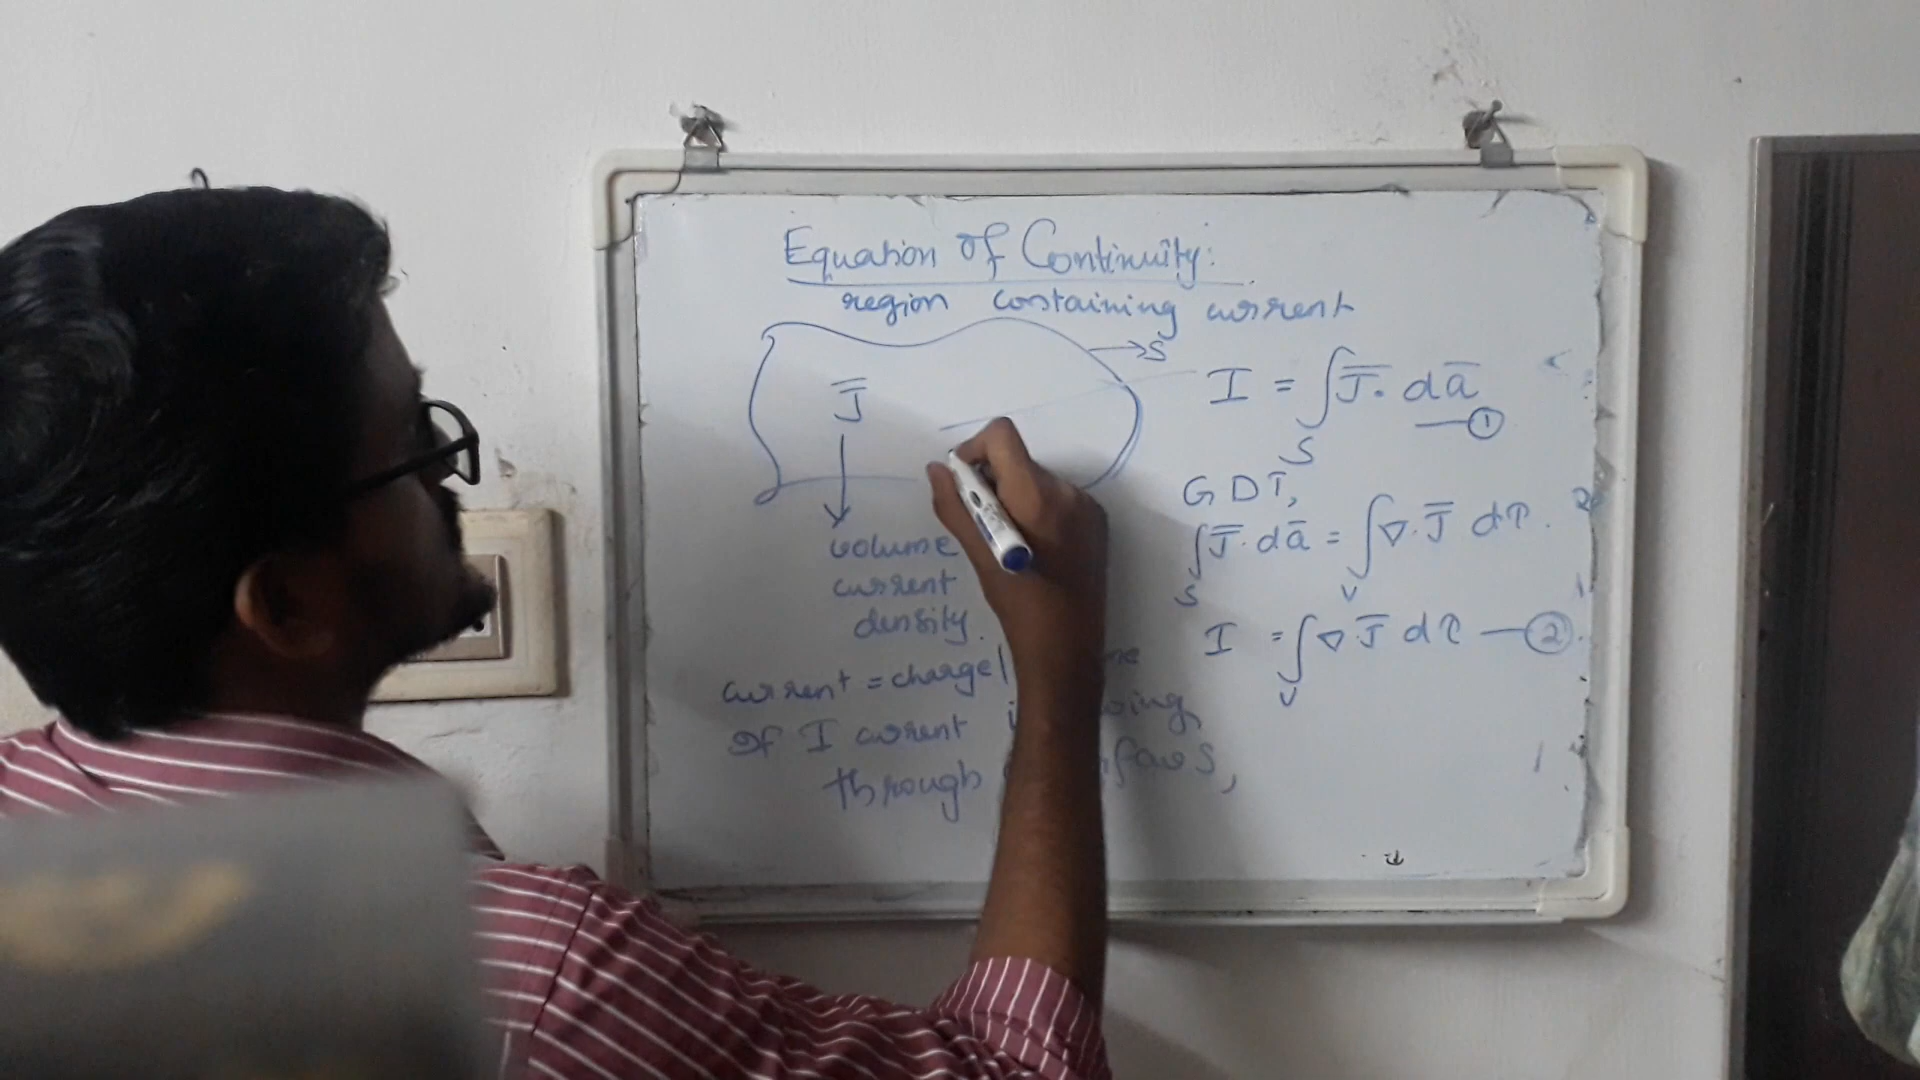 Equation of Continuity:
region containing current
S
J̄
volume
current
density.
current = charge/
If I current
through S,
I = ∫ J̄. dā
S
— ①
GDT,
∫ J̄. dā = ∫ ∇. J̄ dτ.
S V
I = ∫ ∇ J̄ dτ — ②
V